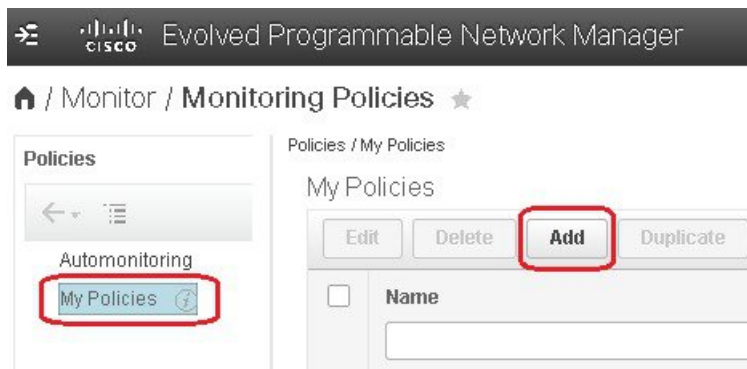 cisco Evolved Programmable Network Manager
/ Monitor / Monitoring Policies
Policies
Policies / My Policies
My Policies
Edit Delete Add Duplicate
Automonitoring
My Policies i
Name